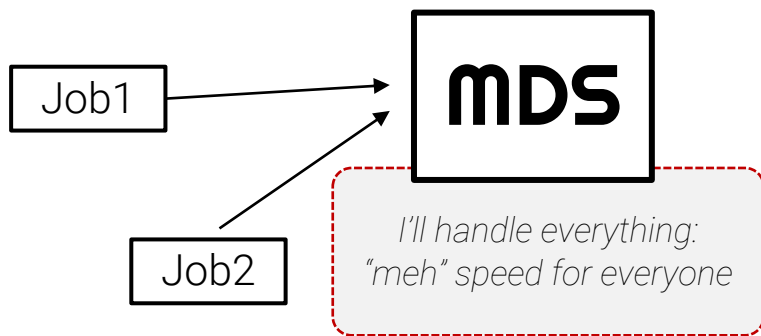 MDS
Job1
Job2
I'll handle everything:
"meh" speed for everyone